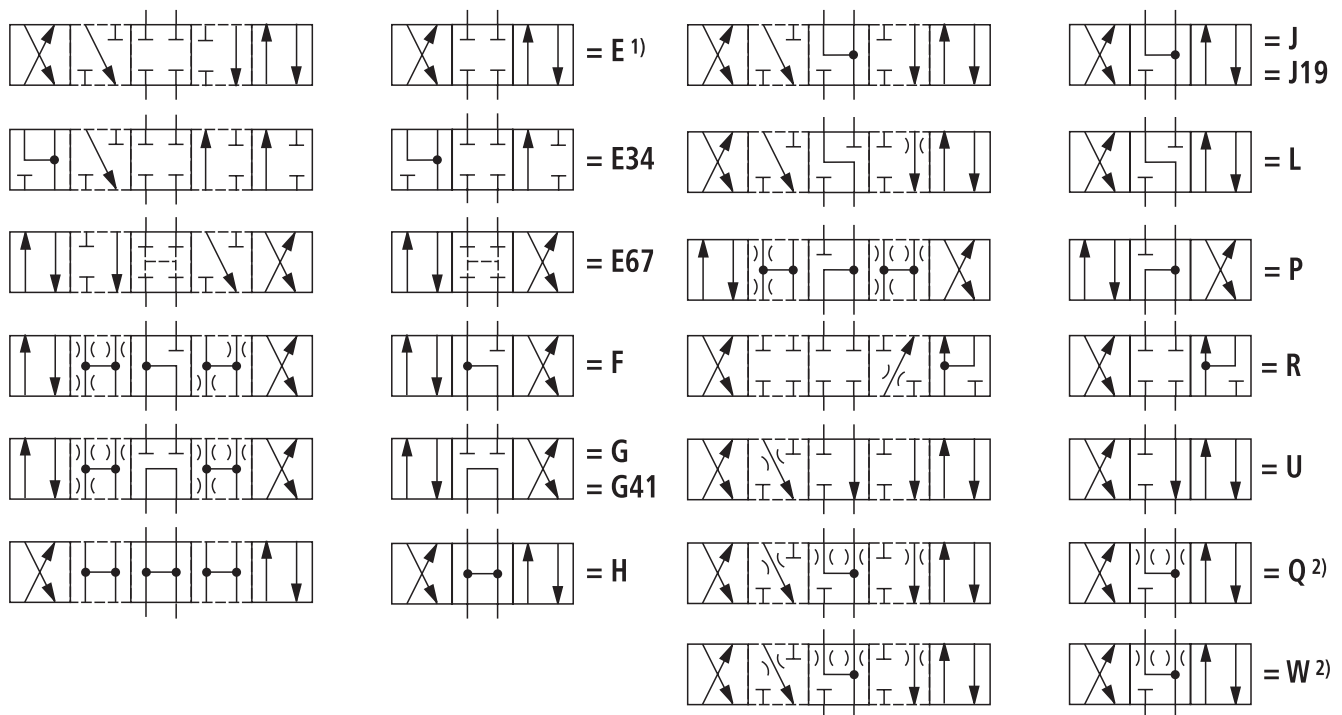 = E 1)
= E34
= E67
= F
= G
= G41
= H
= J
= J19
= L
= P
= R
= U
= Q 2)
= W 2)